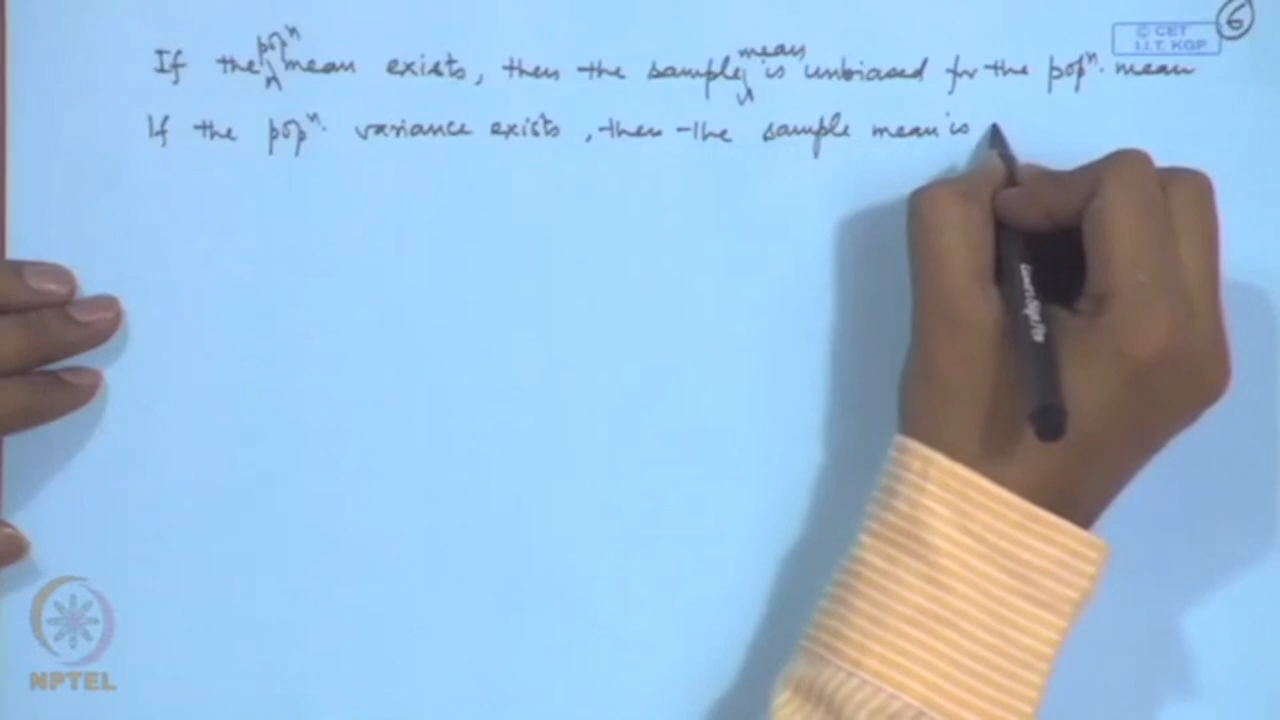 6
© CET
I.I.T. KGP
If the popⁿ mean exists, then the sample mean is unbiased for the popⁿ. mean
If the popⁿ. variance exists, then the sample mean is
NPTEL